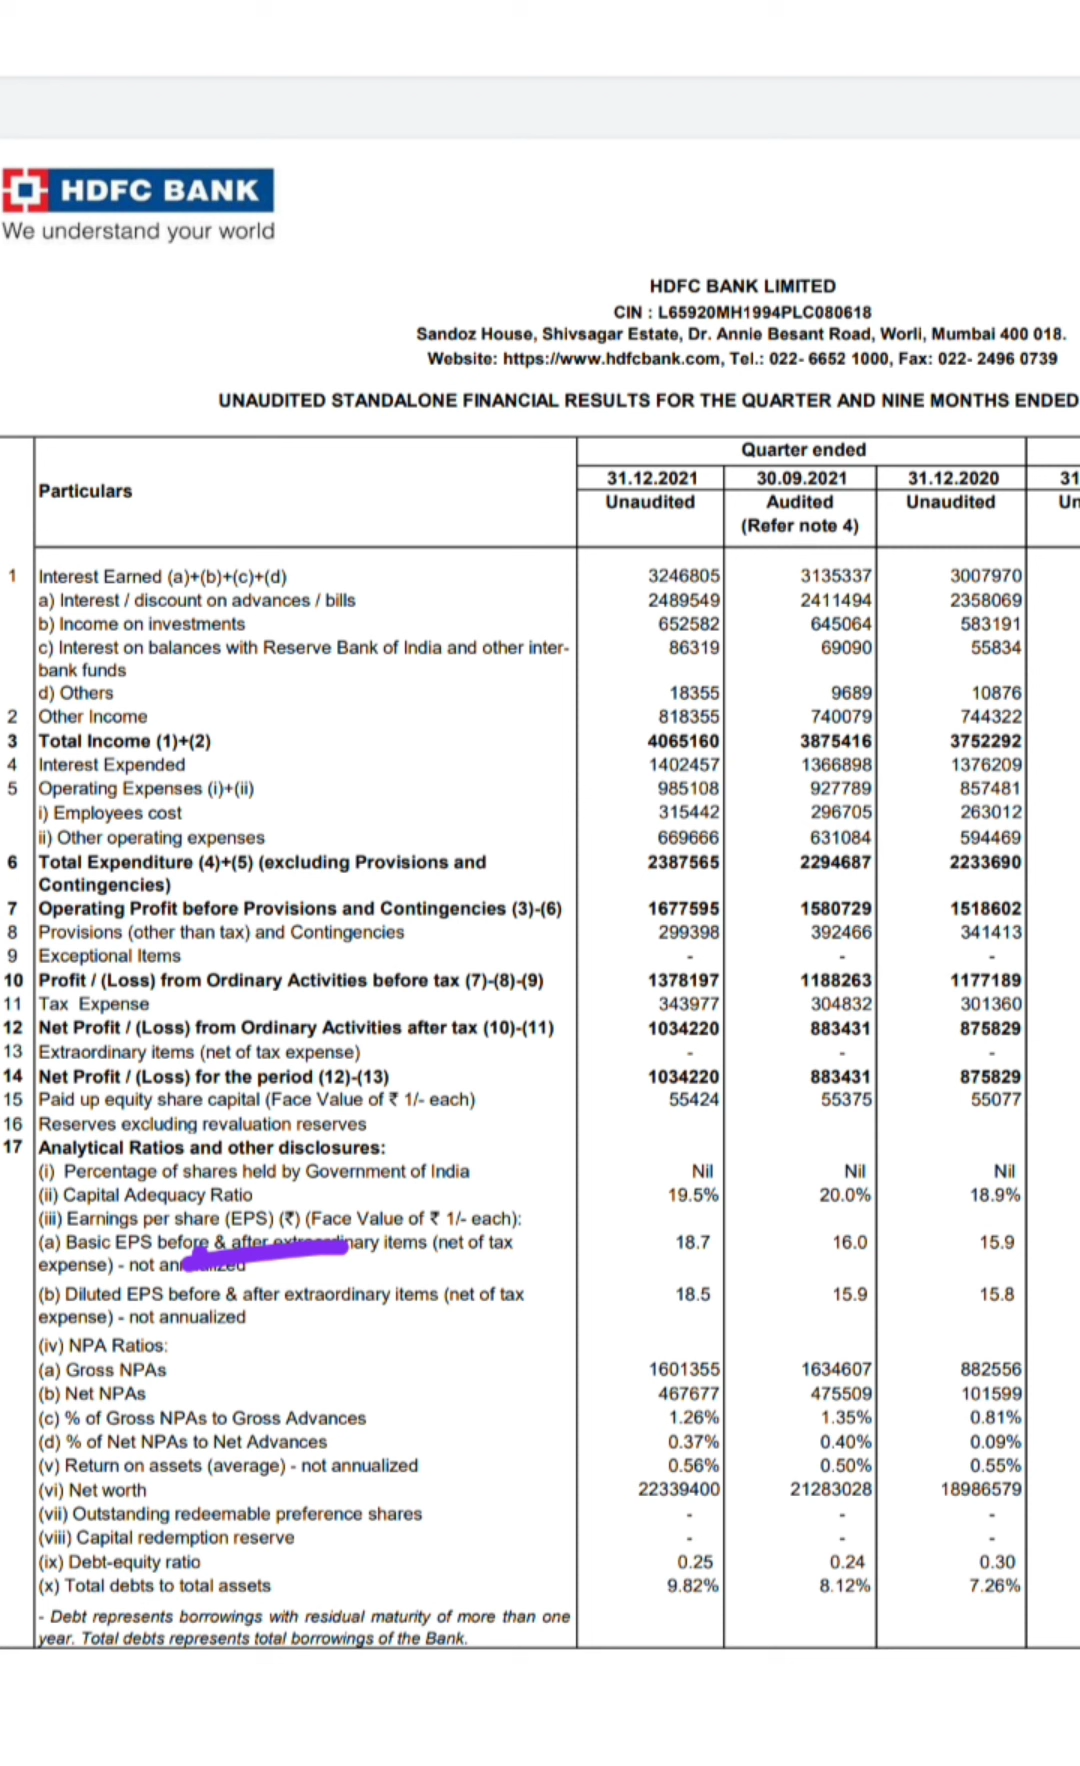 HDFC BANK
We understand your world
HDFC BANK LIMITED
CIN : L65920MH1994PLC080618
Sandoz House, Shivsagar Estate, Dr. Annie Besant Road, Worli, Mumbai 400 018.
Website: https://www.hdfcbank.com, Tel.: 022- 6652 1000, Fax: 022- 2496 0739
UNAUDITED STANDALONE FINANCIAL RESULTS FOR THE QUARTER AND NINE MONTHS ENDED
Quarter ended
Particulars 31.12.2021 30.09.2021 31.12.2020 31
Unaudited Audited Unaudited Un
(Refer note 4)
1 Interest Earned (a)+(b)+(c)+(d) 3246805 3135337 3007970
a) Interest / discount on advances / bills 2489549 2411494 2358069
b) Income on investments 652582 645064 583191
c) Interest on balances with Reserve Bank of India and other inter- 86319 69090 55834
bank funds
d) Others 18355 9689 10876
2 Other Income 818355 740079 744322
3 Total Income (1)+(2) 4065160 3875416 3752292
4 Interest Expended 1402457 1366898 1376209
5 Operating Expenses (i)+(ii) 985108 927789 857481
i) Employees cost 315442 296705 263012
ii) Other operating expenses 669666 631084 594469
6 Total Expenditure (4)+(5) (excluding Provisions and 2387565 2294687 2233690
Contingencies)
7 Operating Profit before Provisions and Contingencies (3)-(6) 1677595 1580729 1518602
8 Provisions (other than tax) and Contingencies 299398 392466 341413
9 Exceptional Items - - -
10 Profit / (Loss) from Ordinary Activities before tax (7)-(8)-(9) 1378197 1188263 1177189
11 Tax Expense 343977 304832 301360
12 Net Profit / (Loss) from Ordinary Activities after tax (10)-(11) 1034220 883431 875829
13 Extraordinary items (net of tax expense) - - -
14 Net Profit / (Loss) for the period (12)-(13) 1034220 883431 875829
15 Paid up equity share capital (Face Value of ₹ 1/- each) 55424 55375 55077
16 Reserves excluding revaluation reserves
17 Analytical Ratios and other disclosures:
(i) Percentage of shares held by Government of India Nil Nil Nil
(ii) Capital Adequacy Ratio 19.5% 20.0% 18.9%
(iii) Earnings per share (EPS) (₹) (Face Value of ₹ 1/- each):
(a) Basic EPS before & after extraordinary items (net of tax 18.7 16.0 15.9
expense) - not annualized
(b) Diluted EPS before & after extraordinary items (net of tax 18.5 15.9 15.8
expense) - not annualized
(iv) NPA Ratios:
(a) Gross NPAs 1601355 1634607 882556
(b) Net NPAs 467677 475509 101599
(c) % of Gross NPAs to Gross Advances 1.26% 1.35% 0.81%
(d) % of Net NPAs to Net Advances 0.37% 0.40% 0.09%
(v) Return on assets (average) - not annualized 0.56% 0.50% 0.55%
(vi) Net worth 22339400 21283028 18986579
(vii) Outstanding redeemable preference shares - - -
(viii) Capital redemption reserve - - -
(ix) Debt-equity ratio 0.25 0.24 0.30
(x) Total debts to total assets 9.82% 8.12% 7.26%
- Debt represents borrowings with residual maturity of more than one
year. Total debts represents total borrowings of the Bank.